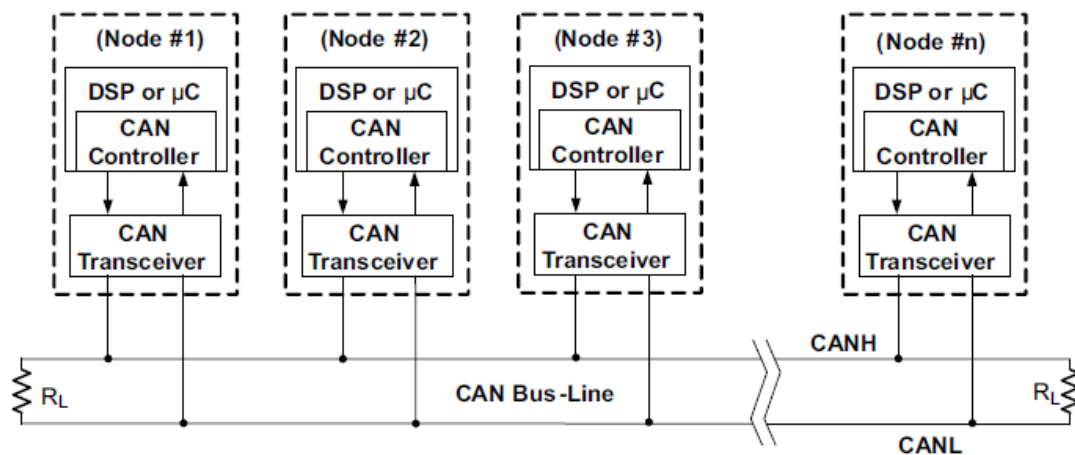 (Node #1)
DSP or µC
CAN
Controller
CAN
Transceiver
(Node #2)
DSP or µC
CAN
Controller
CAN
Transceiver
(Node #3)
DSP or µC
CAN
Controller
CAN
Transceiver
(Node #n)
DSP or µC
CAN
Controller
CAN
Transceiver
CANH
RL
CAN Bus-Line
RL
CANL